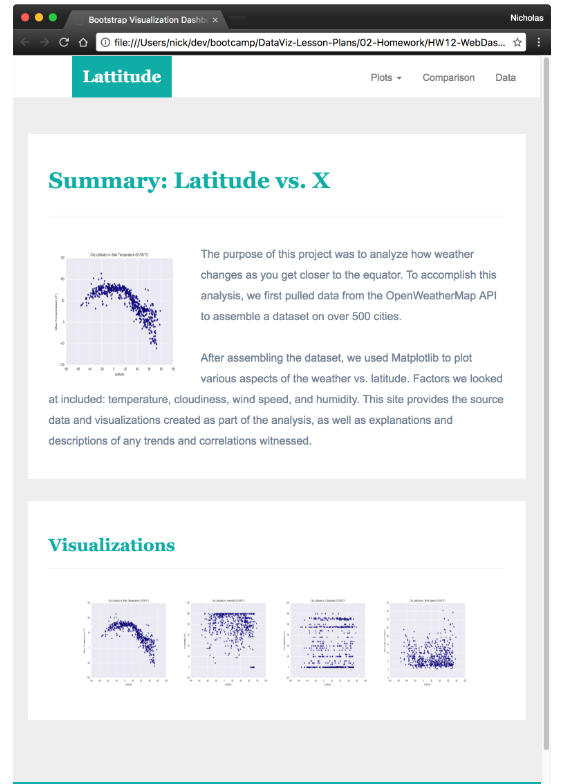 Bootstrap Visualization Dashb
Nicholas
file:///Users/nick/dev/bootcamp/DataViz-Lesson-Plans/02-Homework/HW12-WebDas...
Lattitude
Plots
Comparison
Data
Summary: Latitude vs. X
The purpose of this project was to analyze how weather
changes as you get closer to the equator. To accomplish this
analysis, we first pulled data from the OpenWeatherMap API
to assemble a dataset on over 500 cities.
After assembling the dataset, we used Matplotlib to plot
various aspects of the weather vs. latitude. Factors we looked
at included: temperature, cloudiness, wind speed, and humidity. This site provides the source
data and visualizations created as part of the analysis, as well as explanations and
descriptions of any trends and correlations witnessed.
Visualizations